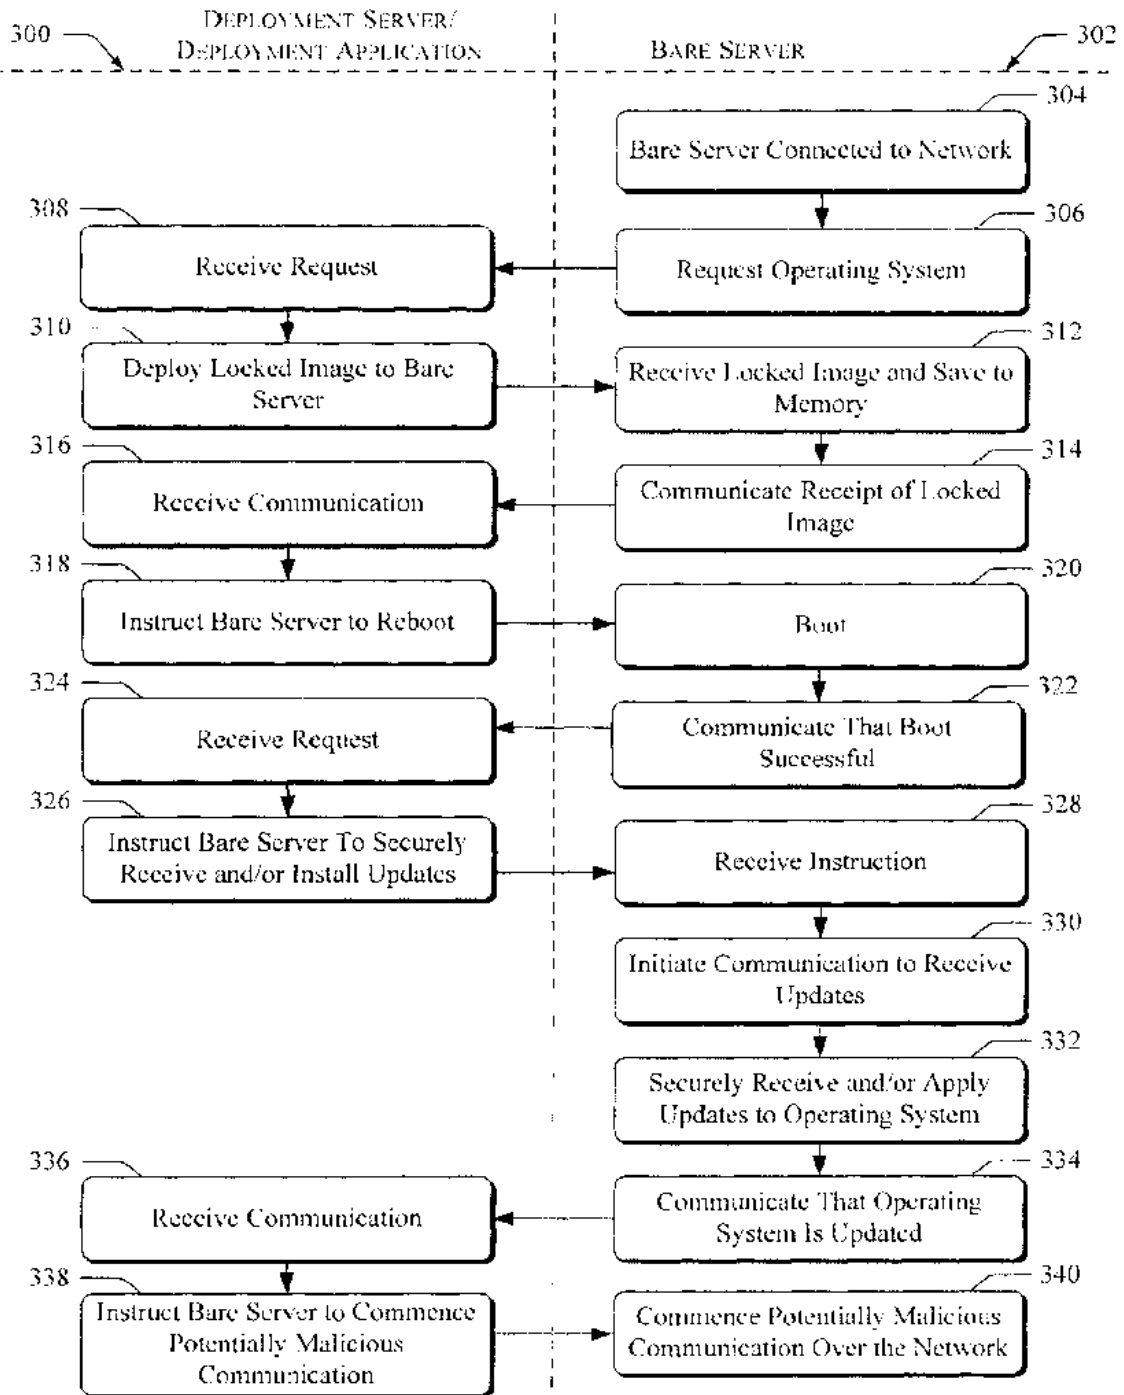 300
DEPLOYMENT SERVER/
DEPLOYMENT APPLICATION
BARE SERVER
302
304
Bare Server Connected to Network
306
Request Operating System
308
Receive Request
310
Deploy Locked Image to Bare
Server
312
Receive Locked Image and Save to
Memory
314
Communicate Receipt of Locked
Image
316
Receive Communication
318
Instruct Bare Server to Reboot
320
Boot
322
Communicate That Boot
Successful
324
Receive Request
326
Instruct Bare Server To Securely
Receive and/or Install Updates
328
Receive Instruction
330
Initiate Communication to Receive
Updates
332
Securely Receive and/or Apply
Updates to Operating System
334
Communicate That Operating
System Is Updated
336
Receive Communication
338
Instruct Bare Server to Commence
Potentially Malicious
Communication
340
Commence Potentially Malicious
Communication Over the Network